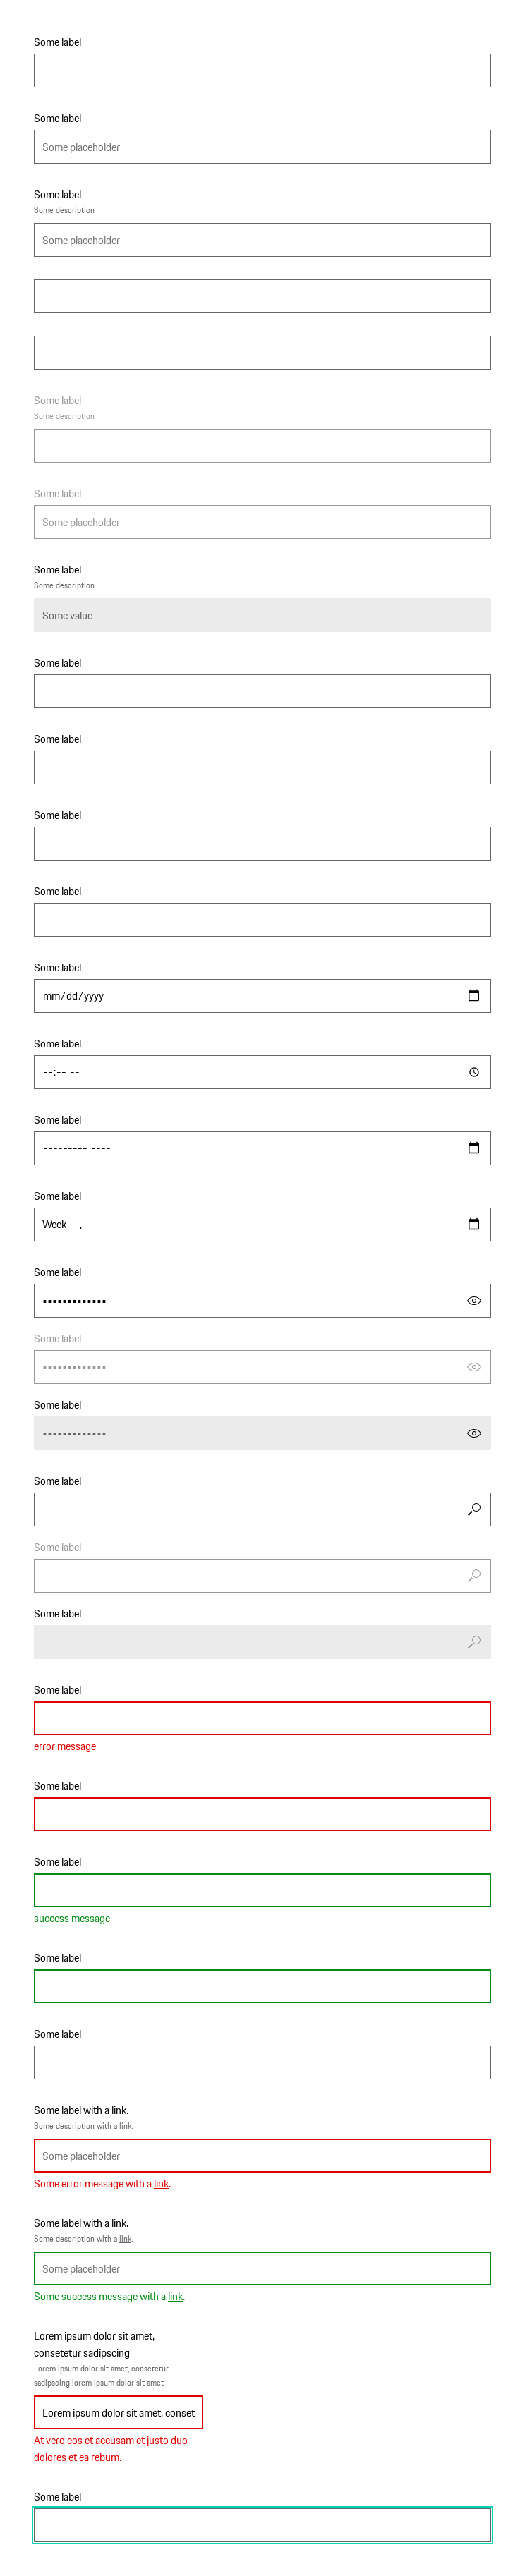 Some label
Some label
Some placeholder
Some label
Some description
Some placeholder
Some label
Some description
Some label
Some placeholder
Some label
Some description
Some value
Some label
Some label
Some label
Some label
Some label
mm/dd/yyyy
Some label
--:-- --
Some label
--------- ----
Some label
Week --, ----
Some label
•••••••••••••
Some label
•••••••••••••
Some label
•••••••••••••
Some label
Some label
Some label
Some label
error message
Some label
Some label
success message
Some label
Some label
Some label with a link.
Some description with a link.
Some placeholder
Some error message with a link.
Some label with a link.
Some description with a link.
Some placeholder
Some success message with a link.
Lorem ipsum dolor sit amet,
consetetur sadipscing
Lorem ipsum dolor sit amet, consetetur
sadipscing lorem ipsum dolor sit amet
Lorem ipsum dolor sit amet, conset
At vero eos et accusam et justo duo
dolores et ea rebum.
Some label